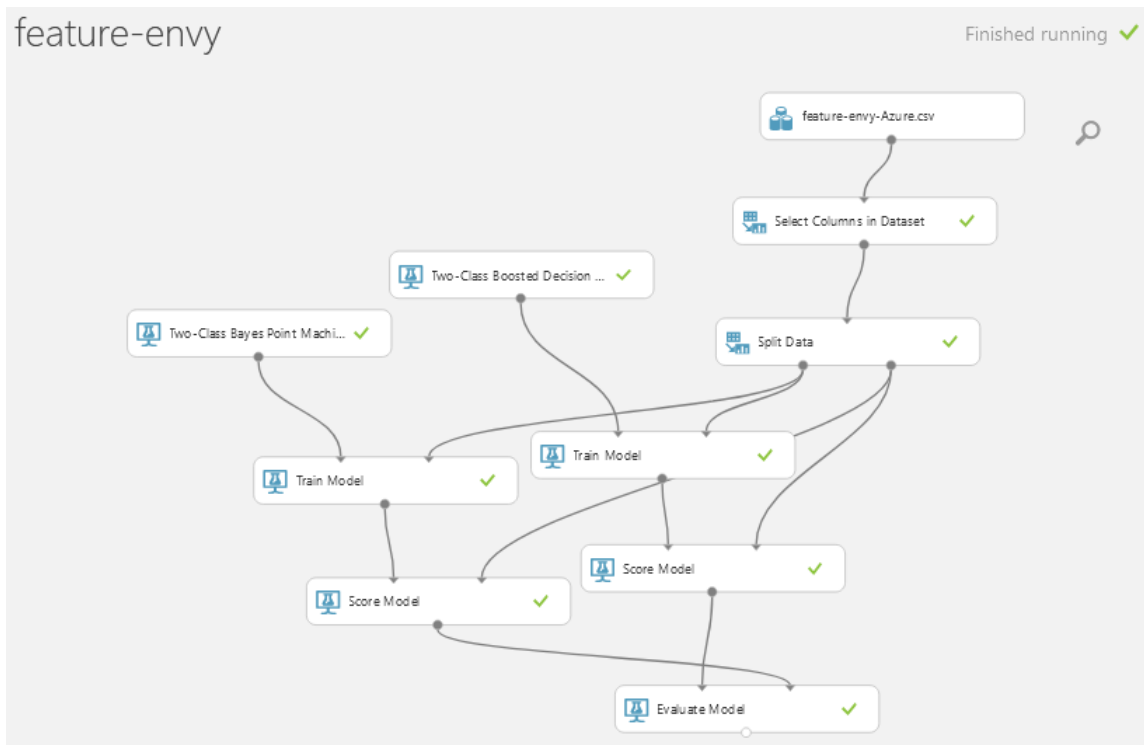 feature-envy
Finished running
feature-envy-Azure.csv
Select Columns in Dataset
Two-Class Boosted Decision ...
Two-Class Bayes Point Machi...
Split Data
Train Model
Train Model
Score Model
Score Model
Evaluate Model